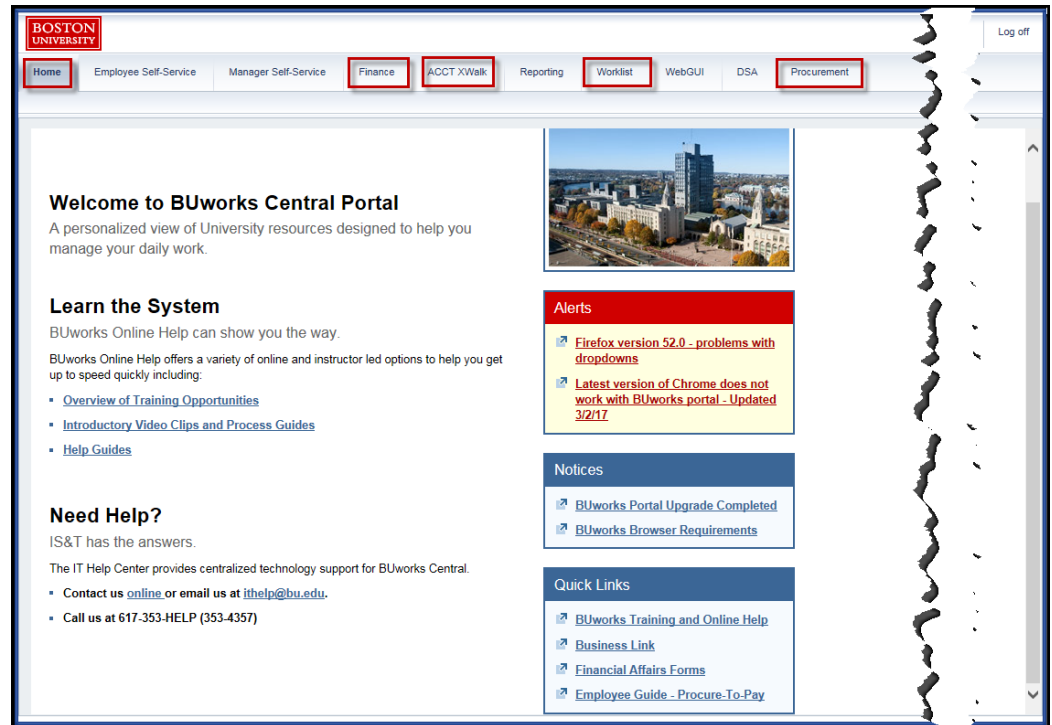 BOSTON
UNIVERSITY
Log off
Home Employee Self-Service Manager Self-Service Finance ACCT XWalk Reporting Worklist WebGUI DSA Procurement
Welcome to BUworks Central Portal
A personalized view of University resources designed to help you
manage your daily work.
Learn the System
BUworks Online Help can show you the way.
BUworks Online Help offers a variety of online and instructor led options to help you get
up to speed quickly including:
Overview of Training Opportunities
Introductory Video Clips and Process Guides
Help Guides
Need Help?
IS&T has the answers.
The IT Help Center provides centralized technology support for BUworks Central.
Contact us online or email us at ithelp@bu.edu.
Call us at 617-353-HELP (353-4357)
Alerts
Firefox version 52.0 - problems with
dropdowns
Latest version of Chrome does not
work with BUworks portal - Updated
3/2/17
Notices
BUworks Portal Upgrade Completed
BUworks Browser Requirements
Quick Links
BUworks Training and Online Help
Business Link
Financial Affairs Forms
Employee Guide - Procure-To-Pay